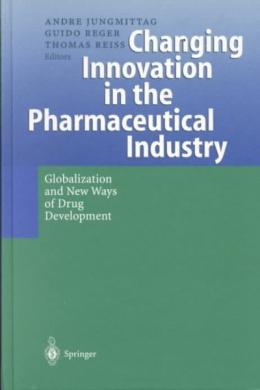 ANDRE JUNGMITTAG
GUIDO REGER
THOMAS REISS
Editors
Changing
Innovation
in the
Pharmaceutical
Industry
Globalization
and New Ways
of Drug
Development
Springer